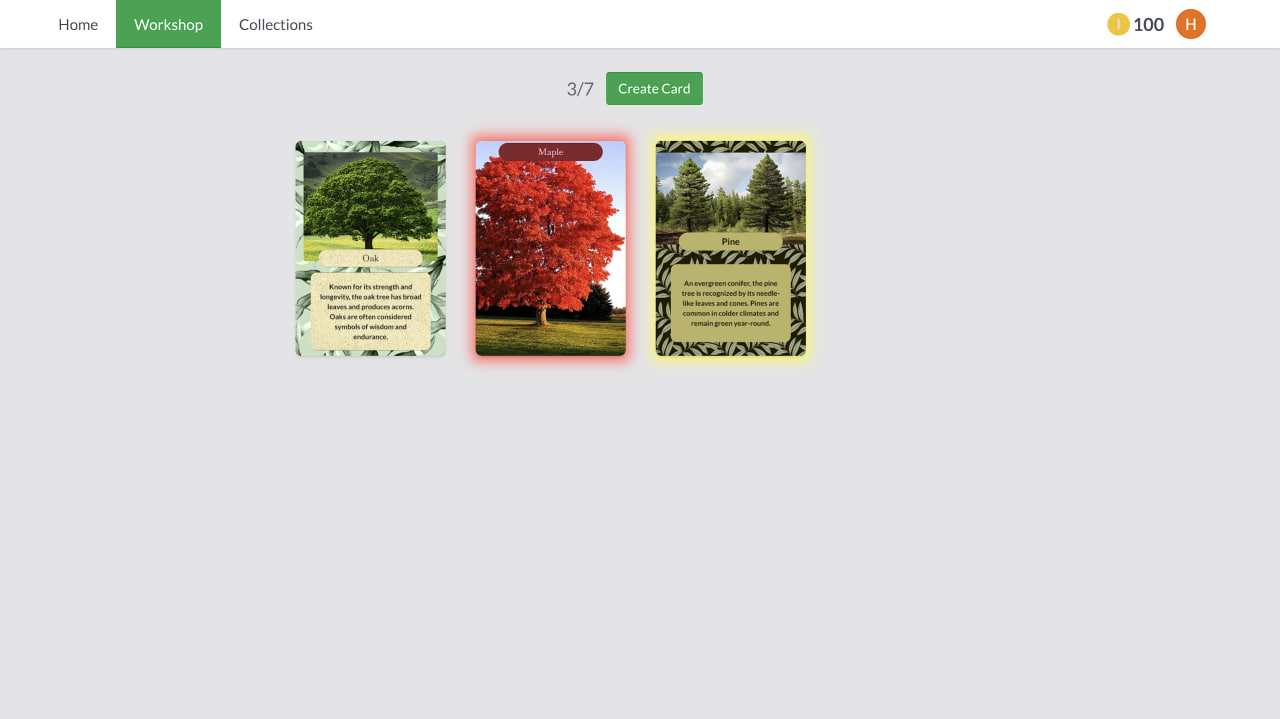 Home
Workshop
Collections
100
H
3/7
Create Card
Oak
Known for its strength and
longevity, the oak tree has broad
leaves and produces acorns.
Oaks are often considered
symbols of wisdom and
endurance.
Maple
Pine
An evergreen conifer, the pine
tree is recognized by its needle-
like leaves and cones. Pines are
common in colder climates and
remain green year-round.